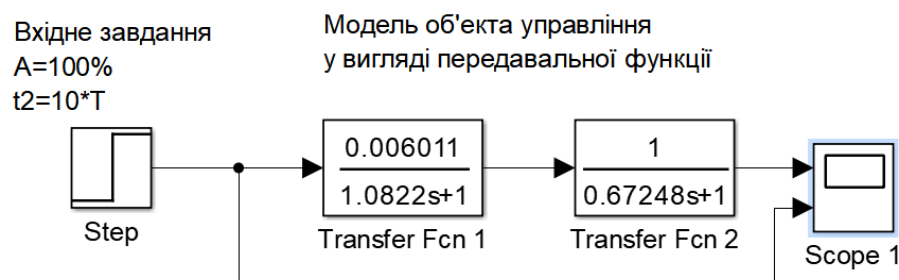 Вхідне завдання
A=100%
t2=10*T
Модель об'екта управління
у вигляді передавальної функції
0.006011
1.0822s+1
1
0.67248s+1
Step
Transfer Fcn 1
Transfer Fcn 2
Scope 1